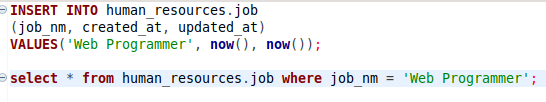 INSERT INTO human_resources.job
(job_nm, created_at, updated_at)
VALUES('Web Programmer', now(), now());
select * from human_resources.job where job_nm = 'Web Programmer';